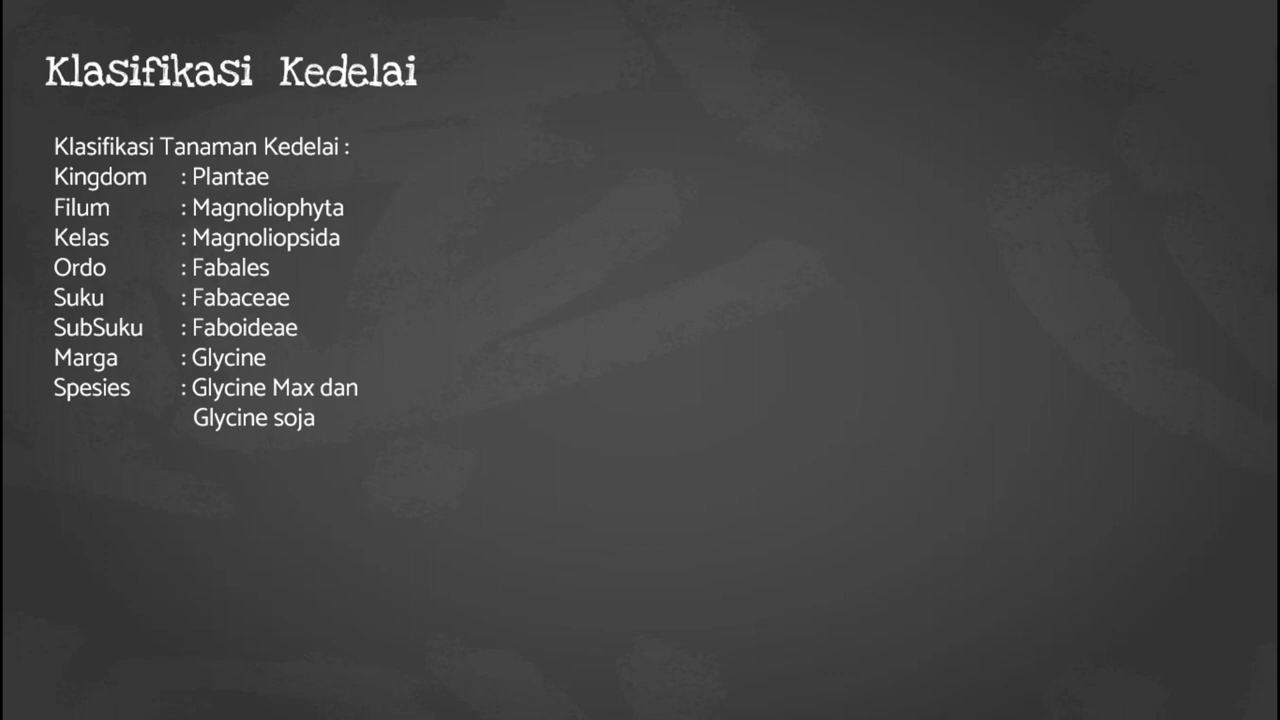 Klasifikasi Kedelai
Klasifikasi Tanaman Kedelai :
Kingdom : Plantae
Filum : Magnoliophyta
Kelas : Magnoliopsida
Ordo : Fabales
Suku : Fabaceae
SubSuku : Faboideae
Marga : Glycine
Spesies : Glycine Max dan
Glycine soja